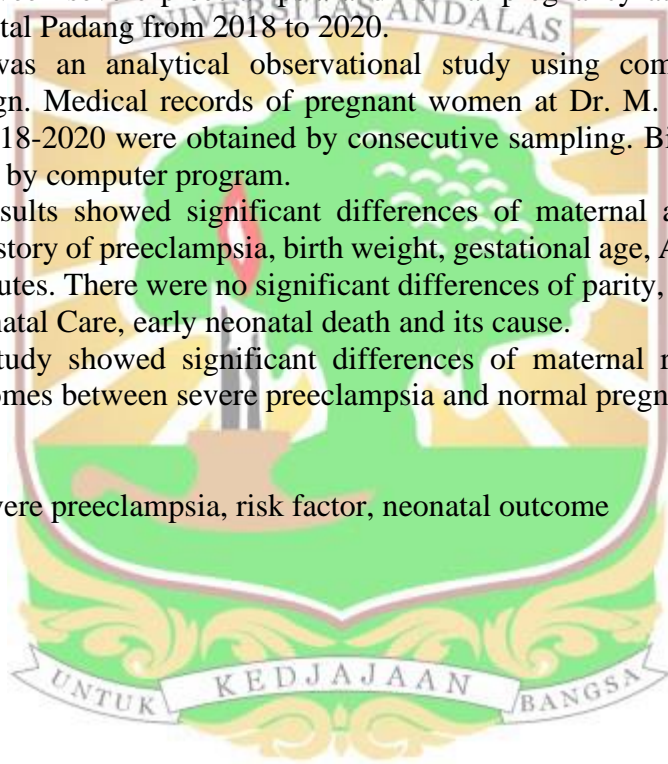 UNIVERSITAS ANDALAS
tal Padang from 2018 to 2020.
was an analytical observational study using com
gn. Medical records of pregnant women at Dr. M.
18-2020 were obtained by consecutive sampling. Bi
by computer program.
sults showed significant differences of maternal a
story of preeclampsia, birth weight, gestational age, A
utes. There were no significant differences of parity,
natal Care, early neonatal death and its cause.
tudy showed significant differences of maternal r
omes between severe preeclampsia and normal pregn
vere preeclampsia, risk factor, neonatal outcome
UNTUK KEDJAJAAN BANGSA